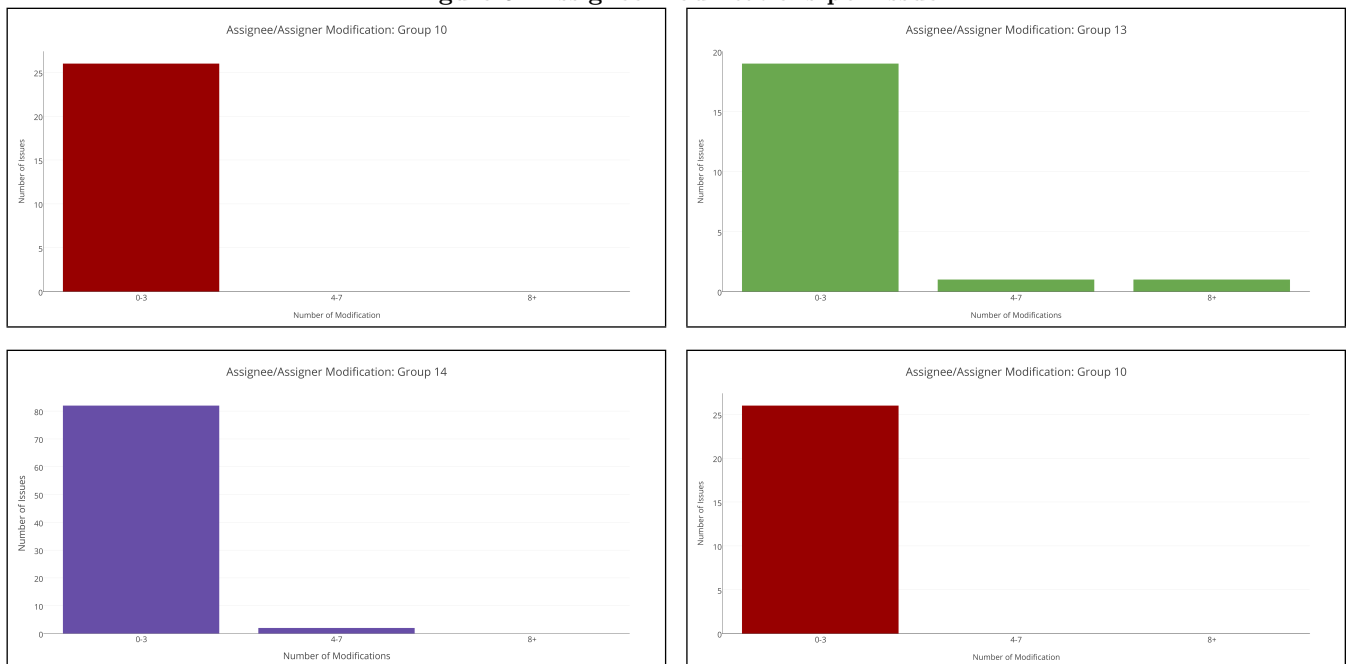 Assignee/Assigner Modification: Group 10
25
20
15
10
5
0
Number of Issues
0-3 4-7 8+
Number of Modification
Assignee/Assigner Modification: Group 13
20
15
10
5
0
Number of Issues
0-3 4-7 8+
Number of Modifications
Assignee/Assigner Modification: Group 14
80
70
60
50
40
30
20
10
0
Number of Issues
0-3 4-7 8+
Number of Modifications
Assignee/Assigner Modification: Group 10
25
20
15
10
5
0
Number of Issues
0-3 4-7 8+
Number of Modification